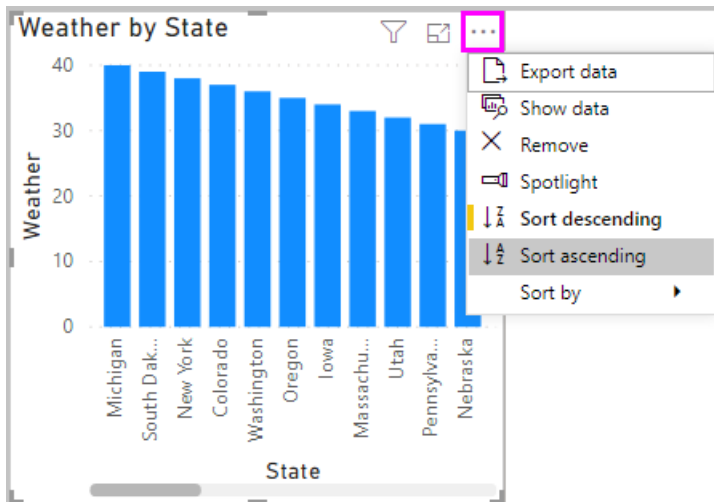 Weather by State
...
Export data
Show data
Remove
Spotlight
Sort descending
Sort ascending
Sort by
Weather
40
30
20
10
0
Michigan
South Dak...
New York
Colorado
Washington
Oregon
Iowa
Massachu...
Utah
Pennsylva...
Nebraska
State